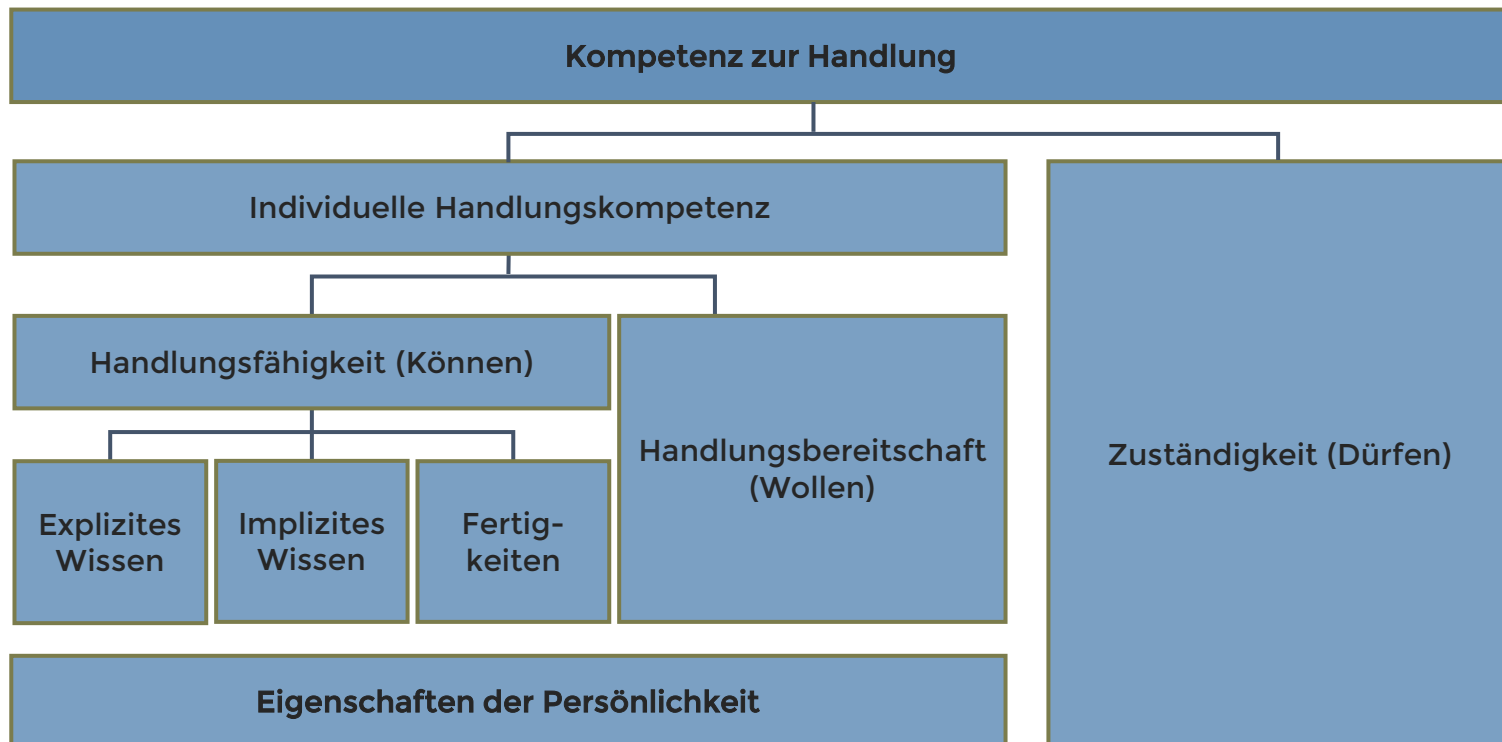 Kompetenz zur Handlung
Individuelle Handlungskompetenz
Handlungsfähigkeit (Können)
Explizites
Wissen
Implizites
Wissen
Fertig-
keiten
Handlungsbereitschaft
(Wollen)
Zuständigkeit (Dürfen)
Eigenschaften der Persönlichkeit